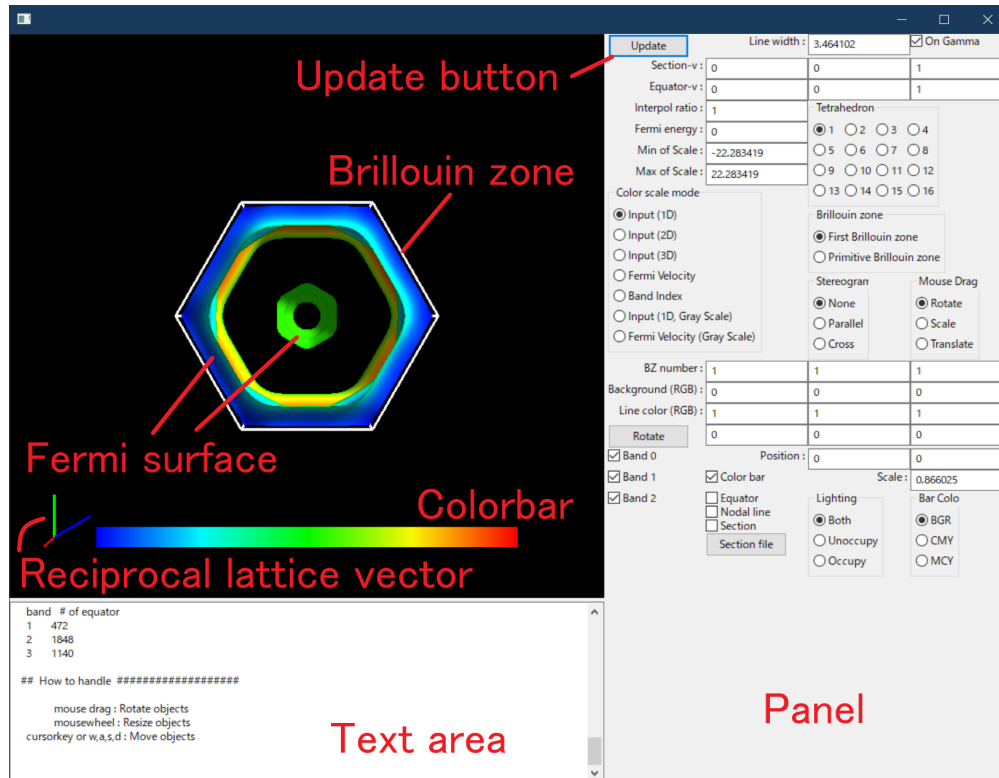 Update button
Brillouin zone
Fermi surface
Colorbar
Reciprocal lattice vector
Update
Line width :
3.464102
On Gamma
Section-v :
0
0
1
Equator-v :
0
0
1
Interpol ratio :
1
Fermi energy :
0
Min of Scale :
-22.283419
Max of Scale :
22.283419
Tetrahedron
1 2 3 4
5 6 7 8
9 10 11 12
13 14 15 16
Color scale mode
Input (1D)
Input (2D)
Input (3D)
Fermi Velocity
Band Index
Input (1D, Gray Scale)
Fermi Velocity (Gray Scale)
Brillouin zone
First Brillouin zone
Primitive Brillouin zone
Stereogram
None
Parallel
Cross
Mouse Drag
Rotate
Scale
Translate
BZ number :
1
1
1
Background (RGB) :
0
0
0
Line color (RGB) :
1
1
1
Rotate
0
0
0
Band 0
Position :
0
0
Band 1
Color bar
Scale :
0.866025
Band 2
Equator
Nodal line
Section
Section file
Lighting
Both
Unoccupy
Occupy
Bar Colo
BGR
CMY
MCY
band # of equator
1 472
2 1848
3 1140
## How to handle ###################
mouse drag : Rotate objects
mousewheel : Resize objects
cursorkey or w,a,s,d : Move objects
Text area
Panel